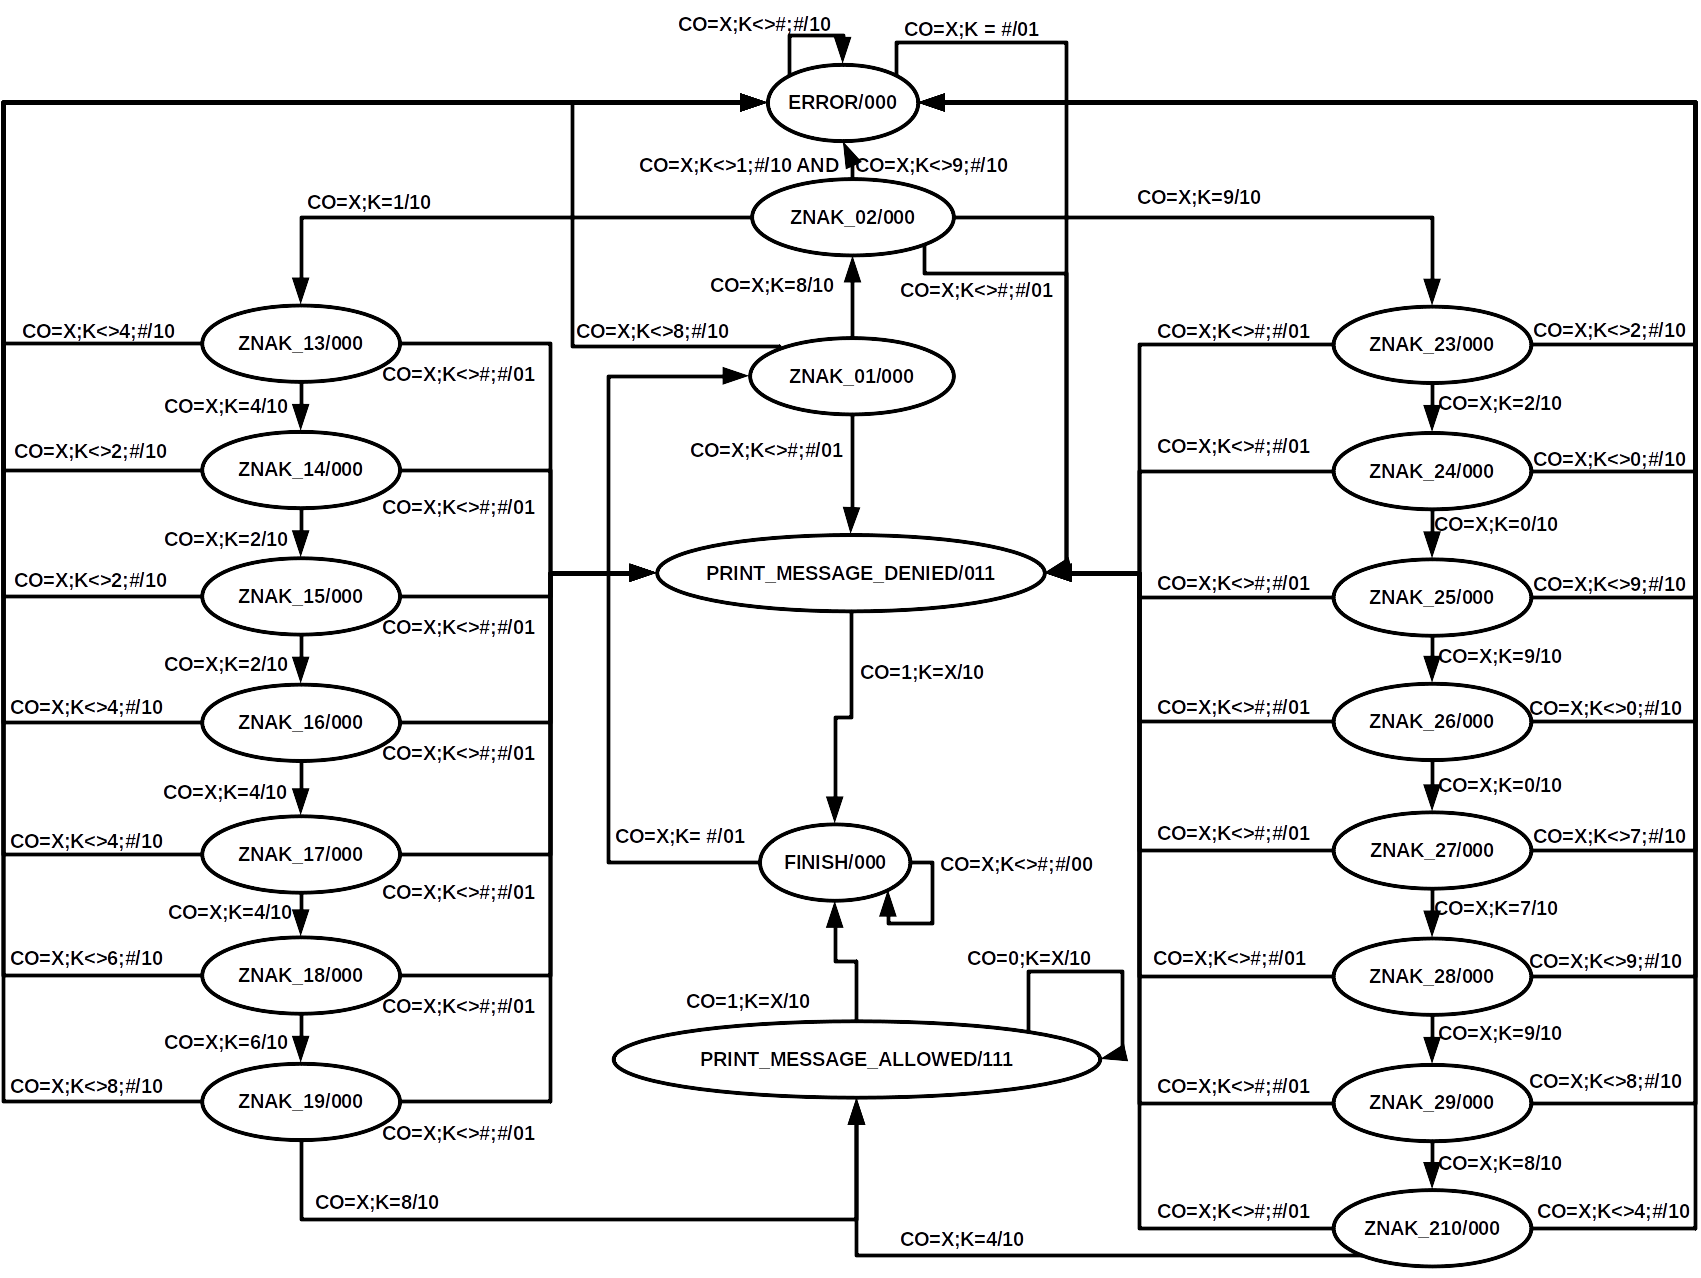 CO=X;K<>#;#/10
CO=X;K = #/01
ERROR/000
CO=X;K<>1;#/10 AND
CO=X;K<>9;#/10
CO=X;K=1/10
ZNAK_02/000
CO=X;K=9/10
CO=X;K=8/10
CO=X;K<>#;#/01
CO=X;K<>4;#/10
ZNAK_13/000
CO=X;K<>8;#/10
CO=X;K<>#;#/01
ZNAK_23/000
CO=X;K<>2;#/10
CO=X;K<>#;#/01
ZNAK_01/000
CO=X;K=4/10
CO=X;K=2/10
CO=X;K<>2;#/10
ZNAK_14/000
CO=X;K<>#;#/01
CO=X;K<>#;#/01
ZNAK_24/000
CO=X;K<>0;#/10
CO=X;K<>#;#/01
CO=X;K=2/10
CO=X;K=0/10
CO=X;K<>2;#/10
ZNAK_15/000
PRINT_MESSAGE_DENIED/011
CO=X;K<>#;#/01
ZNAK_25/000
CO=X;K<>9;#/10
CO=X;K<>#;#/01
CO=X;K=2/10
CO=1;K=X/10
CO=X;K=9/10
CO=X;K<>4;#/10
ZNAK_16/000
CO=X;K<>#;#/01
ZNAK_26/000
CO=X;K<>0;#/10
CO=X;K<>#;#/01
CO=X;K=4/10
CO=X;K=0/10
CO=X;K<>4;#/10
ZNAK_17/000
CO=X;K= #/01
FINISH/000
CO=X;K<>#;#/00
CO=X;K<>#;#/01
ZNAK_27/000
CO=X;K<>7;#/10
CO=X;K<>#;#/01
CO=X;K=4/10
CO=X;K=7/10
CO=X;K<>6;#/10
ZNAK_18/000
CO=0;K=X/10
CO=X;K<>#;#/01
ZNAK_28/000
CO=X;K<>9;#/10
CO=X;K<>#;#/01
CO=1;K=X/10
CO=X;K=6/10
CO=X;K=9/10
PRINT_MESSAGE_ALLOWED/111
CO=X;K<>8;#/10
ZNAK_19/000
CO=X;K<>#;#/01
ZNAK_29/000
CO=X;K<>8;#/10
CO=X;K<>#;#/01
CO=X;K=8/10
CO=X;K=8/10
CO=X;K<>#;#/01
ZNAK_210/000
CO=X;K<>4;#/10
CO=X;K=4/10